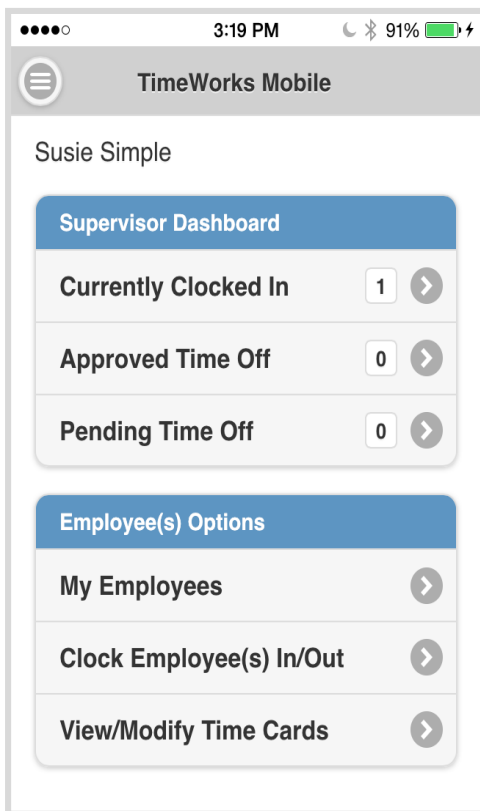 3:19 PM 91%
TimeWorks Mobile
Susie Simple
Supervisor Dashboard
Currently Clocked In 1
Approved Time Off 0
Pending Time Off 0
Employee(s) Options
My Employees
Clock Employee(s) In/Out
View/Modify Time Cards